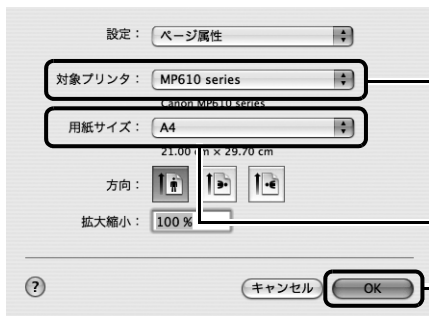 設定： ページ属性
対象プリンタ： MP610 series
Canon MP610 series
用紙サイズ： A4
21.00 cm × 29.70 cm
方向：
拡大縮小： 100 %
? キャンセル OK